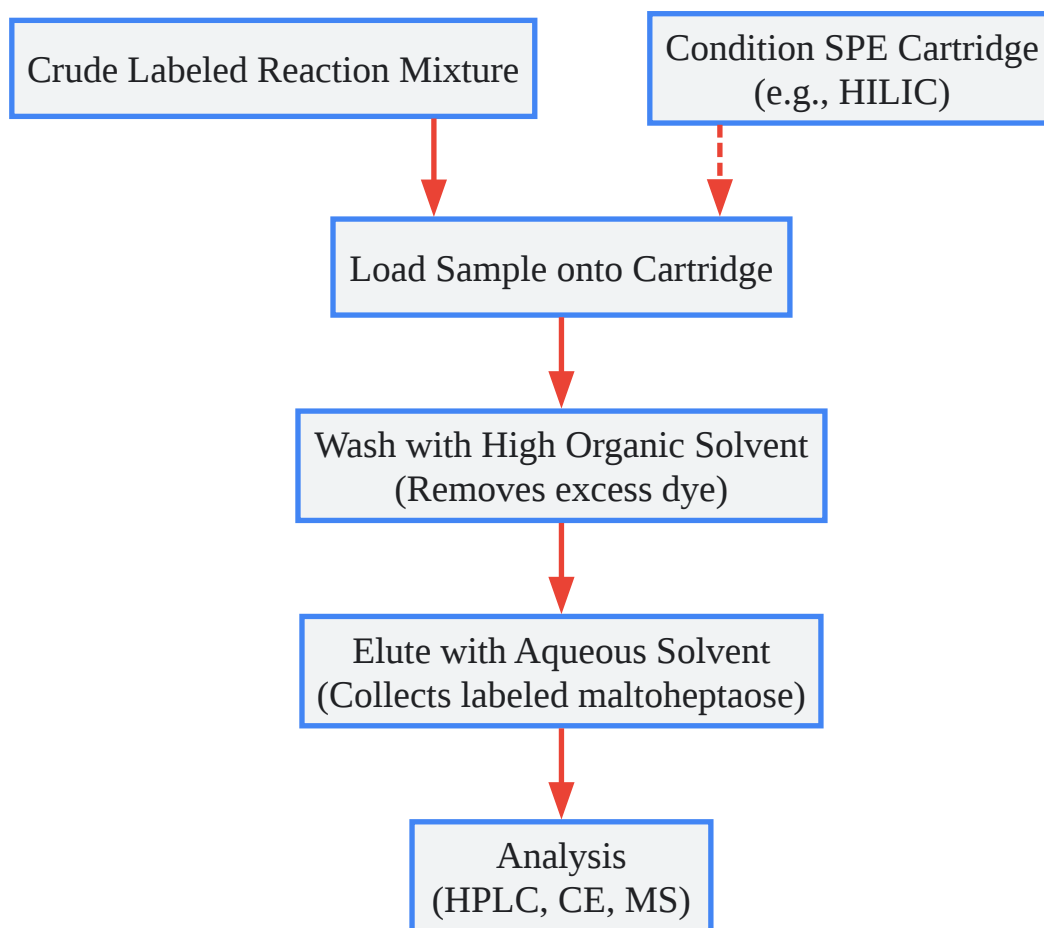 Crude Labeled Reaction Mixture
Condition SPE Cartridge
(e.g., HILIC)
Load Sample onto Cartridge
Wash with High Organic Solvent
(Removes excess dye)
Elute with Aqueous Solvent
(Collects labeled maltoheptaose)
Analysis
(HPLC, CE, MS)